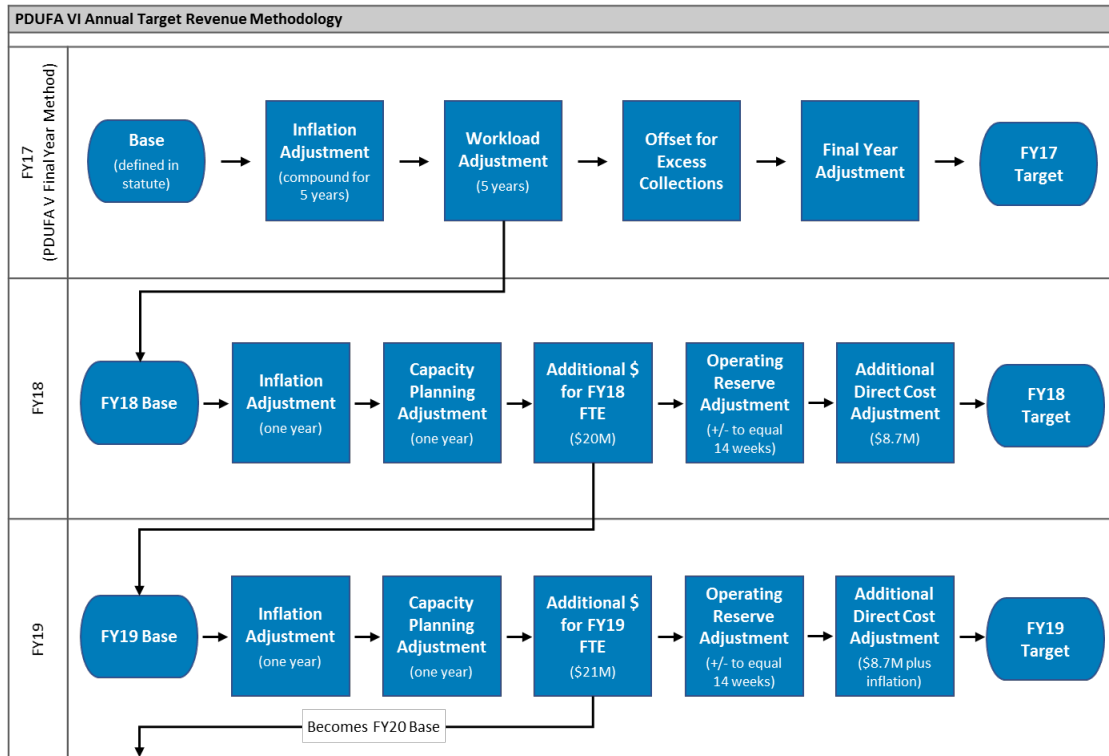 PDUFA VI Annual Target Revenue Methodology
FY17
(PDUFA V Final Year Method)
Base
(defined in
statute)
Inflation
Adjustment
(compound for
5 years)
Workload
Adjustment
(5 years)
Offset for
Excess
Collections
Final Year
Adjustment
FY17
Target
FY18
FY18 Base
Inflation
Adjustment
(one year)
Capacity
Planning
Adjustment
(one year)
Additional $
for FY18
FTE
($20M)
Operating
Reserve
Adjustment
(+/- to equal
14 weeks)
Additional
Direct Cost
Adjustment
($8.7M)
FY18
Target
FY19
FY19 Base
Inflation
Adjustment
(one year)
Capacity
Planning
Adjustment
(one year)
Additional $
for FY19
FTE
($21M)
Operating
Reserve
Adjustment
(+/- to equal
14 weeks)
Additional
Direct Cost
Adjustment
($8.7M plus
inflation)
FY19
Target
Becomes FY20 Base